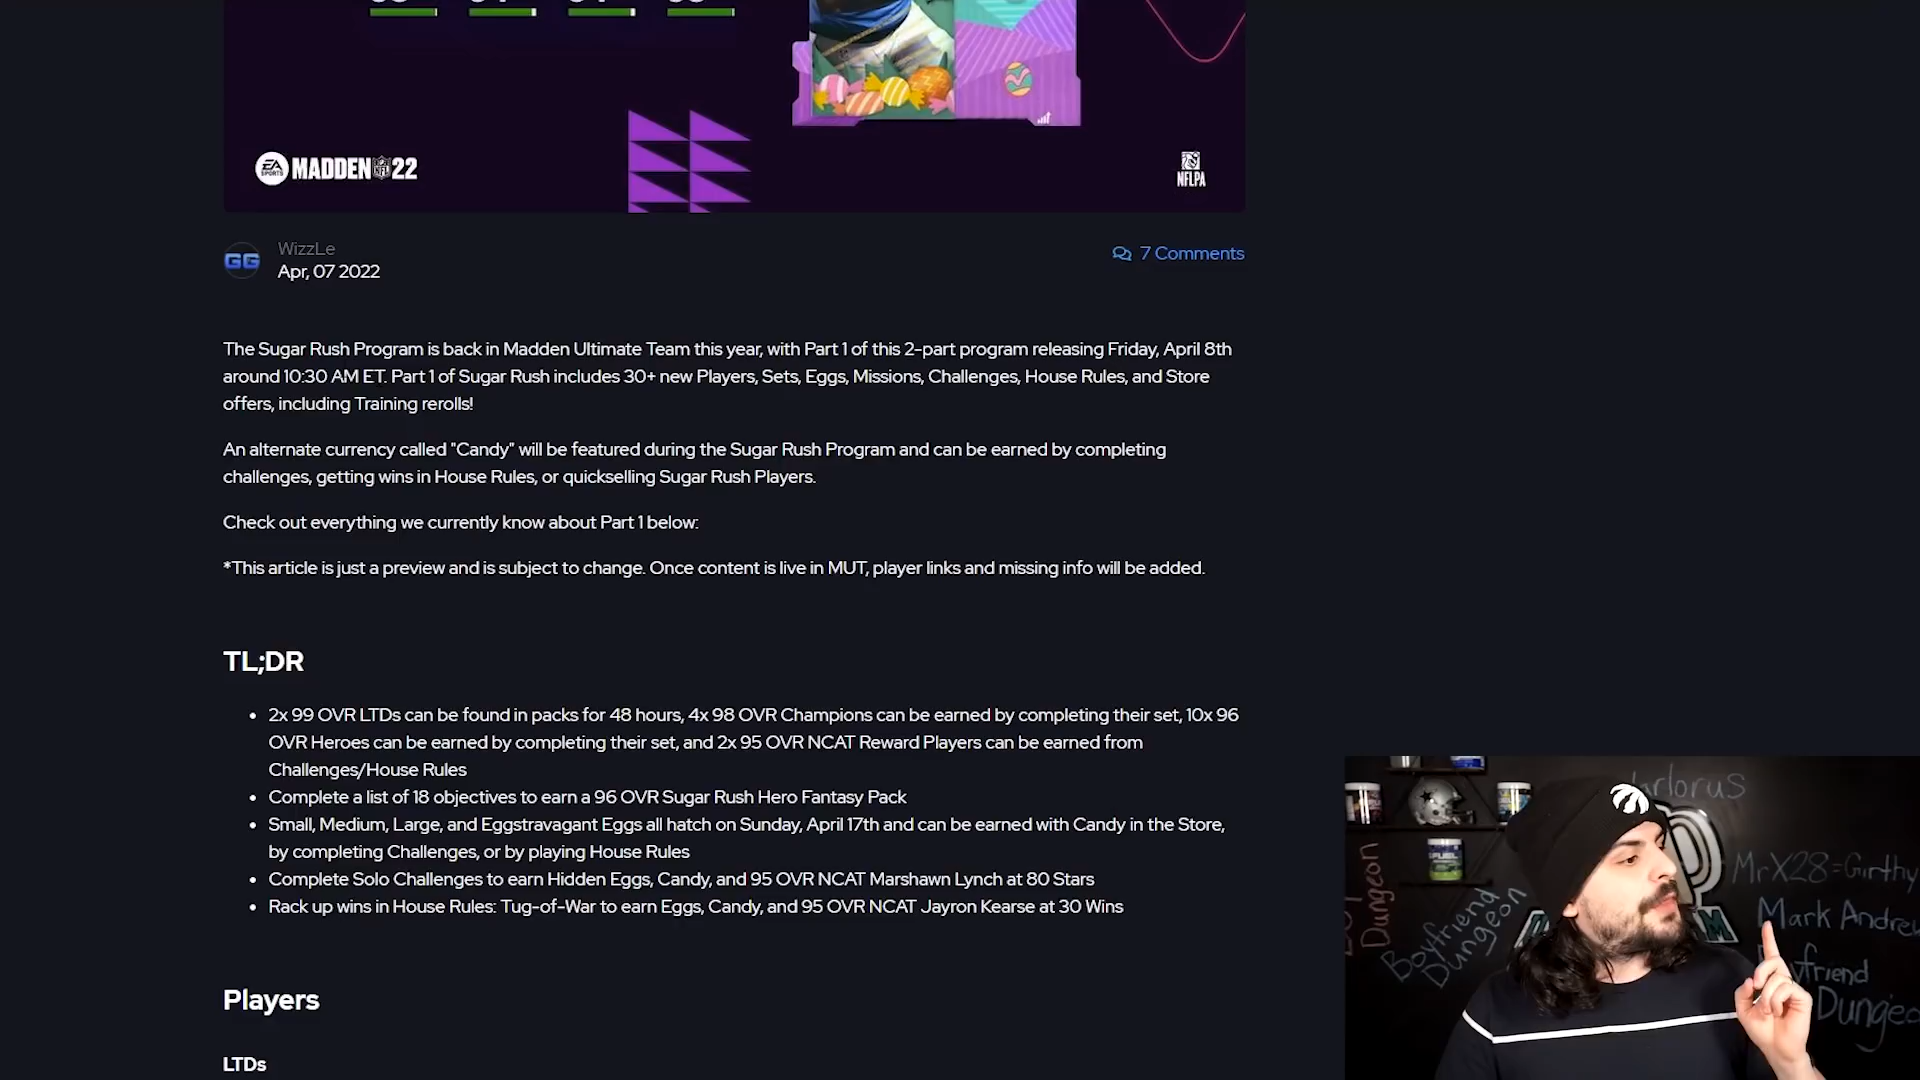 EA SPORTS MADDEN NFL 22
NFLPA
GG
WizzLe
Apr, 07 2022
7 Comments
The Sugar Rush Program is back in Madden Ultimate Team this year, with Part 1 of this 2-part program releasing Friday, April 8th
around 10:30 AM ET. Part 1 of Sugar Rush includes 30+ new Players, Sets, Eggs, Missions, Challenges, House Rules, and Store
offers, including Training rerolls!
An alternate currency called "Candy" will be featured during the Sugar Rush Program and can be earned by completing
challenges, getting wins in House Rules, or quickselling Sugar Rush Players.
Check out everything we currently know about Part 1 below:
*This article is just a preview and is subject to change. Once content is live in MUT, player links and missing info will be added.
TL;DR
• 2x 99 OVR LTDs can be found in packs for 48 hours, 4x 98 OVR Champions can be earned by completing their set, 10x 96
OVR Heroes can be earned by completing their set, and 2x 95 OVR NCAT Reward Players can be earned from
Challenges/House Rules
• Complete a list of 18 objectives to earn a 96 OVR Sugar Rush Hero Fantasy Pack
• Small, Medium, Large, and Eggstravagant Eggs all hatch on Sunday, April 17th and can be earned with Candy in the Store,
by completing Challenges, or by playing House Rules
• Complete Solo Challenges to earn Hidden Eggs, Candy, and 95 OVR NCAT Marshawn Lynch at 80 Stars
• Rack up wins in House Rules: Tug-of-War to earn Eggs, Candy, and 95 OVR NCAT Jayron Kearse at 30 Wins
Players
LTDs
MrX28=Girthy
Mark Andrew
Dungeon
Boyfriend
Dungeon